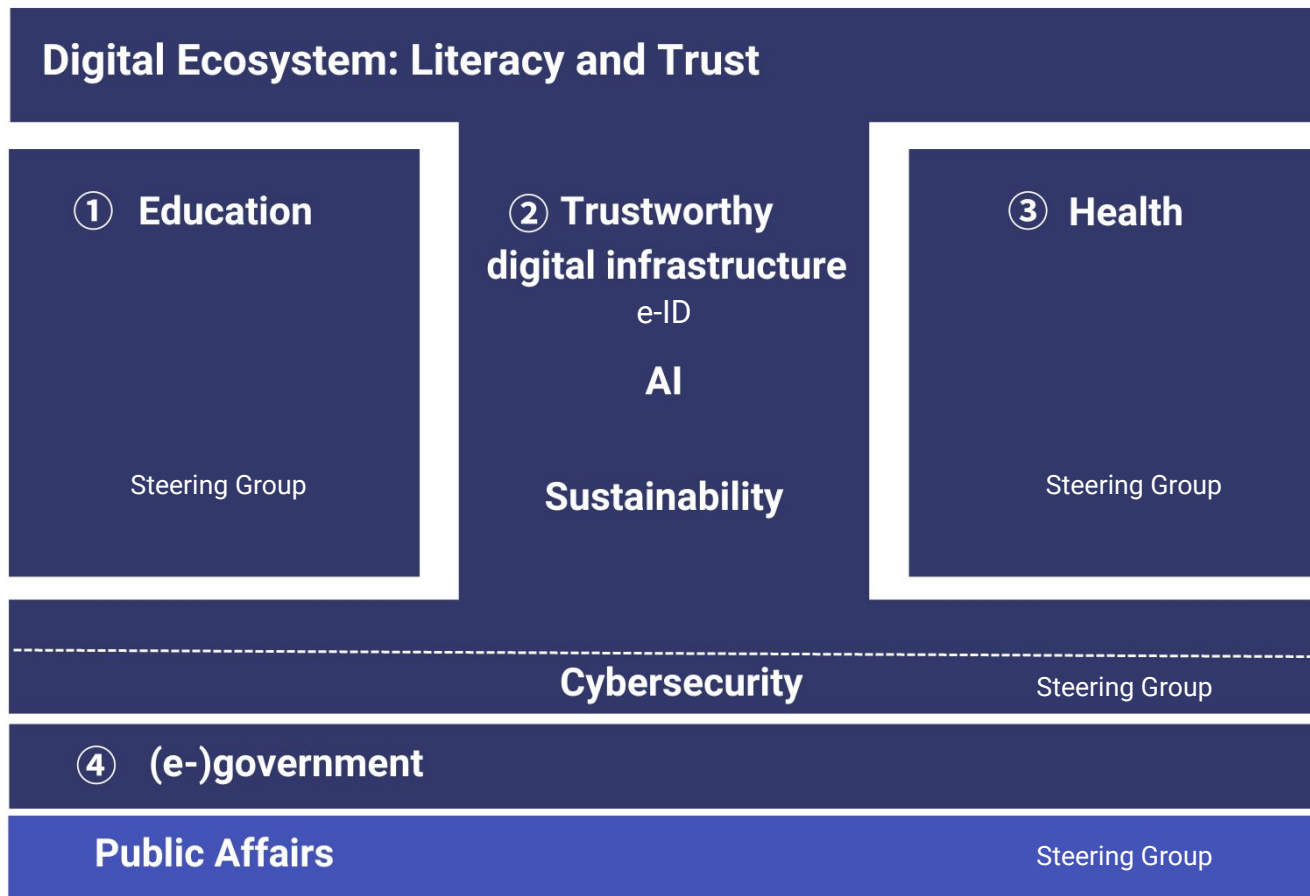 Digital Ecosystem: Literacy and Trust
① Education
Steering Group
② Trustworthy
digital infrastructure
e-ID
AI
Sustainability
③ Health
Steering Group
Cybersecurity
Steering Group
④ (e-)government
Public Affairs
Steering Group